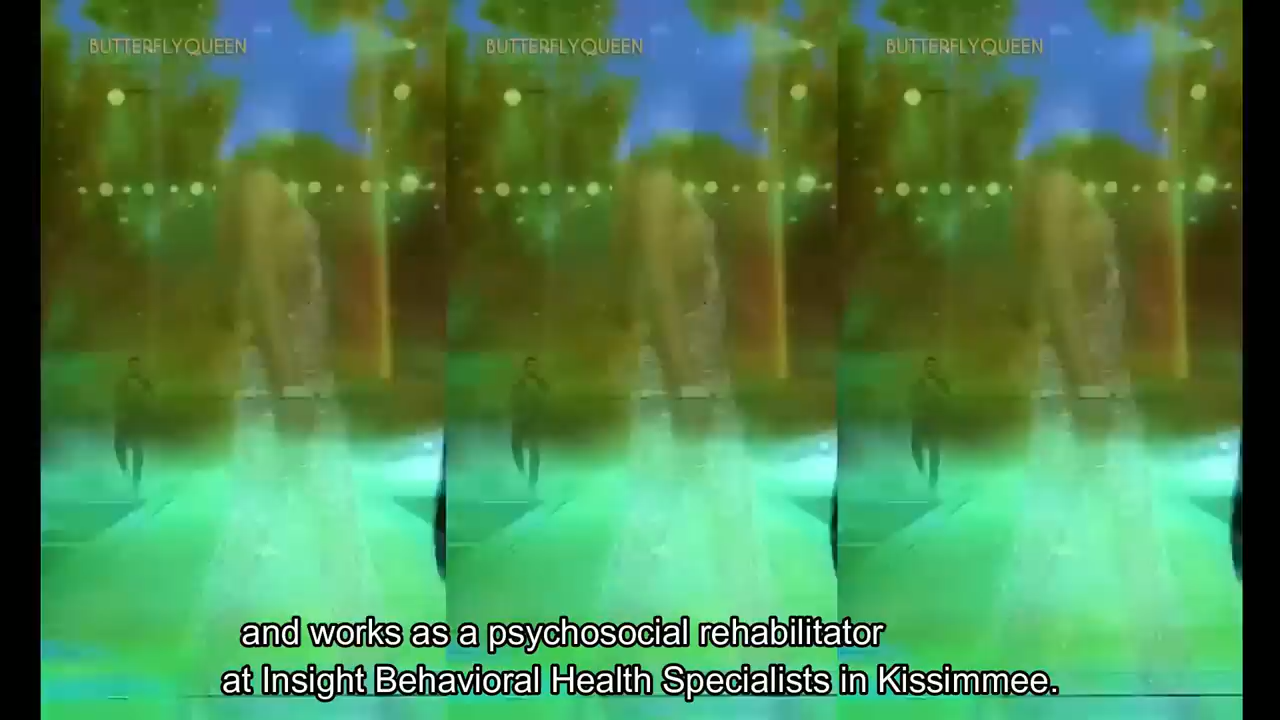 BUTTERFLYQUEEN BUTTERFLYQUEEN BUTTERFLYQUEEN
and works as a psychosocial rehabilitator
at Insight Behavioral Health Specialists in Kissimmee.